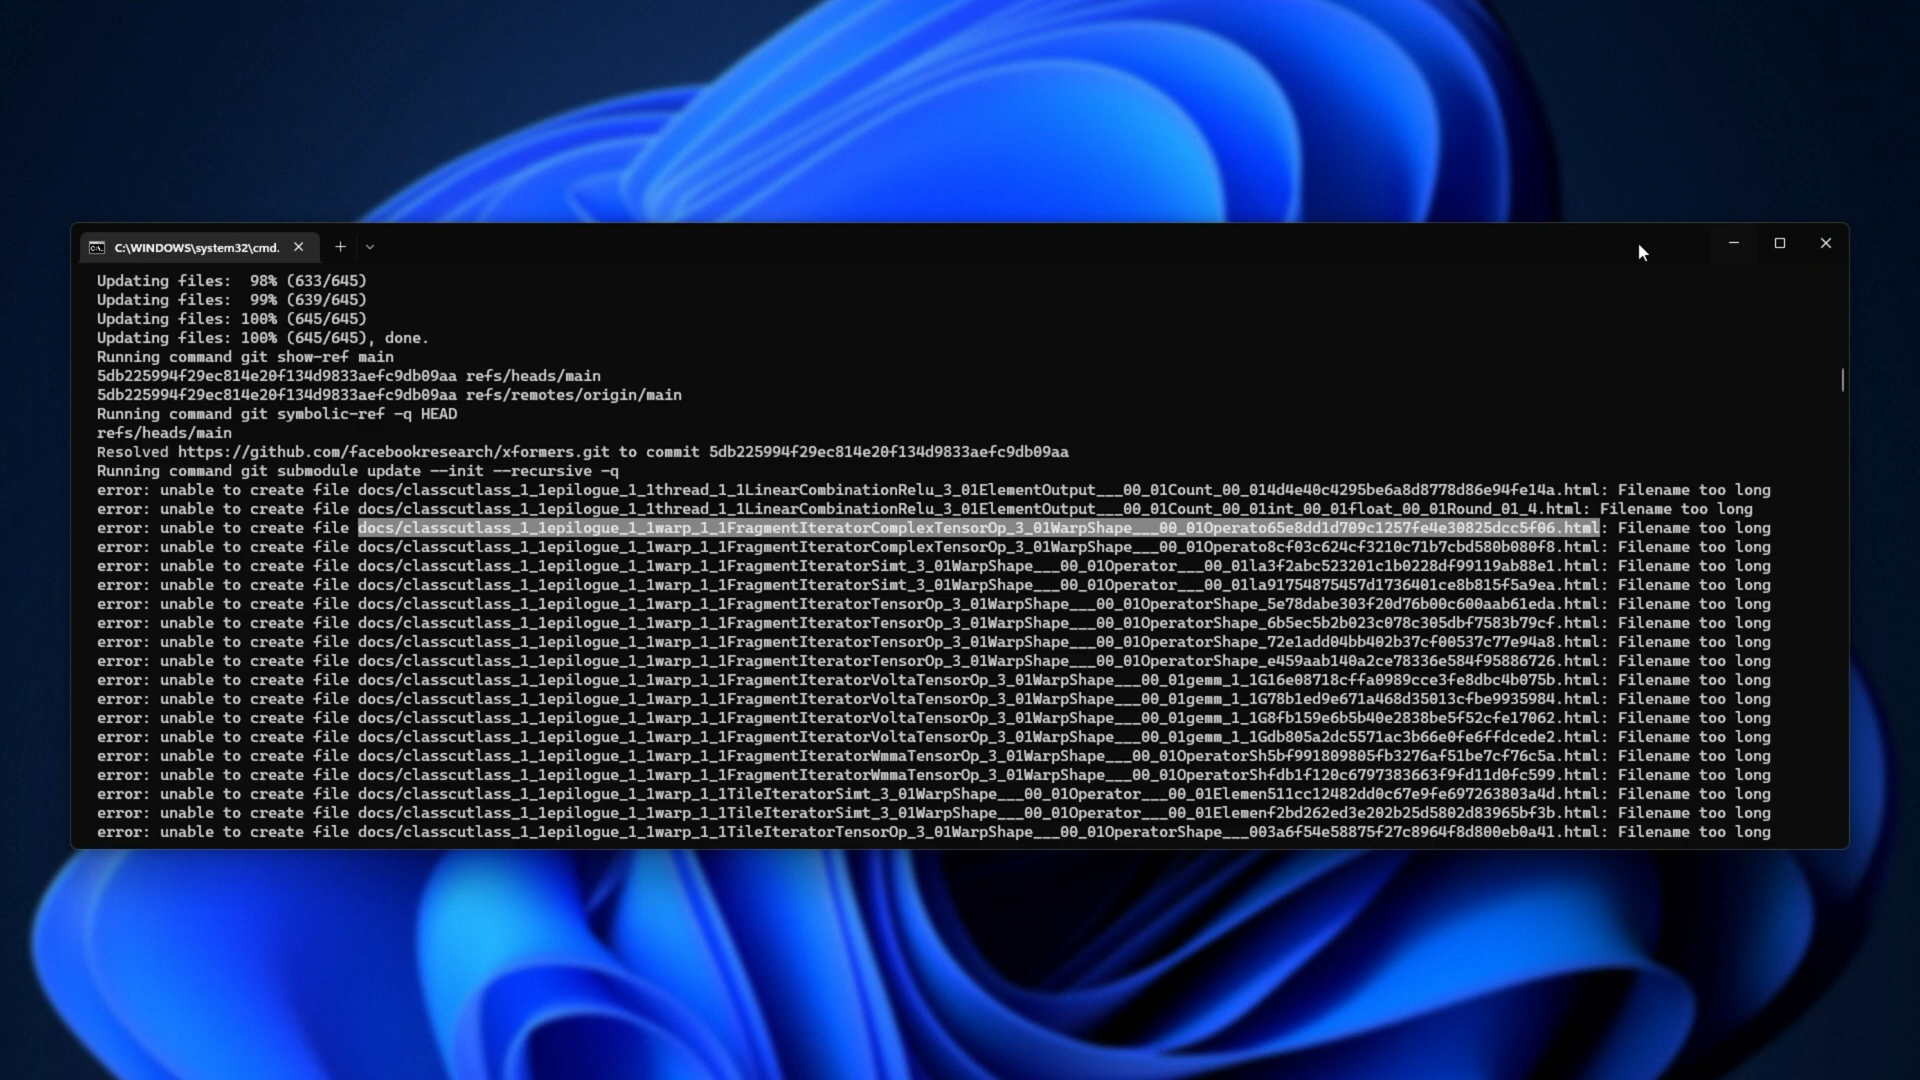 C:\WINDOWS\system32\cmd.
Updating files:  98% (633/645)
Updating files:  99% (639/645)
Updating files: 100% (645/645)
Updating files: 100% (645/645), done.
Running command git show-ref main
5db225994f29ec814e20f134d9833aefc9db09aa refs/heads/main
5db225994f29ec814e20f134d9833aefc9db09aa refs/remotes/origin/main
Running command git symbolic-ref -q HEAD
refs/heads/main
Resolved https://github.com/facebookresearch/xformers.git to commit 5db225994f29ec814e20f134d9833aefc9db09aa
Running command git submodule update --init --recursive -q
error: unable to create file docs/classcutlass_1_1epilogue_1_1thread_1_1LinearCombinationRelu_3_01ElementOutput___00_01Count_00_014d4e40c4295be6a8d8778d86e94fe14a.html: Filename too long
error: unable to create file docs/classcutlass_1_1epilogue_1_1thread_1_1LinearCombinationRelu_3_01ElementOutput___00_01Count_00_01int_00_01float_00_01Round_01_4.html: Filename too long
error: unable to create file docs/classcutlass_1_1epilogue_1_1warp_1_1FragmentIteratorComplexTensorOp_3_01WarpShape___00_01Operato65e8dd1d709c1257fe4e30825dcc5f06.html: Filename too long
error: unable to create file docs/classcutlass_1_1epilogue_1_1warp_1_1FragmentIteratorComplexTensorOp_3_01WarpShape___00_01Operato8cf03c624cf3210c71b7cbd580b080f8.html: Filename too long
error: unable to create file docs/classcutlass_1_1epilogue_1_1warp_1_1FragmentIteratorSimt_3_01WarpShape___00_01Operator___00_01la3f2abc523201c1b0228df99119ab88e1.html: Filename too long
error: unable to create file docs/classcutlass_1_1epilogue_1_1warp_1_1FragmentIteratorSimt_3_01WarpShape___00_01Operator___00_01la917548754​57d1736401ce8b815f5a9ea.html: Filename too long
error: unable to create file docs/classcutlass_1_1epilogue_1_1warp_1_1FragmentIteratorTensorOp_3_01WarpShape___00_01OperatorShape_5e78dabe303f20d76b00c600aab61eda.html: Filename too long
error: unable to create file docs/classcutlass_1_1epilogue_1_1warp_1_1FragmentIteratorTensorOp_3_01WarpShape___00_01OperatorShape_6b5ec5b2b023c078c305dbf7583b79cf.html: Filename too long
error: unable to create file docs/classcutlass_1_1epilogue_1_1warp_1_1FragmentIteratorTensorOp_3_01WarpShape___00_01OperatorShape_72e1add04bb402b37cf00537c77e94a8.html: Filename too long
error: unable to create file docs/classcutlass_1_1epilogue_1_1warp_1_1FragmentIteratorTensorOp_3_01WarpShape___00_01OperatorShape_e459aab140a2ce78336e584f95886726.html: Filename too long
error: unable to create file docs/classcutlass_1_1epilogue_1_1warp_1_1FragmentIteratorVoltaTensorOp_3_01WarpShape___00_01gemm_1_1G16e08718cffa0989cce3fe8dbc4b075b.html: Filename too long
error: unable to create file docs/classcutlass_1_1epilogue_1_1warp_1_1FragmentIteratorVoltaTensorOp_3_01WarpShape___00_01gemm_1_1G78b1ed9e671a468d35013cfbe9935984.html: Filename too long
error: unable to create file docs/classcutlass_1_1epilogue_1_1warp_1_1FragmentIteratorVoltaTensorOp_3_01WarpShape___00_01gemm_1_1G8fb159e6b5b40e2838be5f52cfe17062.html: Filename too long
error: unable to create file docs/classcutlass_1_1epilogue_1_1warp_1_1FragmentIteratorVoltaTensorOp_3_01WarpShape___00_01gemm_1_1Gdb805a2dc5571ac3b66e0fe6ffdcede2.html: Filename too long
error: unable to create file docs/classcutlass_1_1epilogue_1_1warp_1_1FragmentIteratorWmmaTensorOp_3_01WarpShape___00_01OperatorSh5bf991809805fb3276af51be7cf76c5a.html: Filename too long
error: unable to create file docs/classcutlass_1_1epilogue_1_1warp_1_1FragmentIteratorWmmaTensorOp_3_01WarpShape___00_01OperatorShfdb1f120c6797383663f9fd11d0fc599.html: Filename too long
error: unable to create file docs/classcutlass_1_1epilogue_1_1warp_1_1TileIteratorSimt_3_01WarpShape___00_01Operator___00_01Elemen511cc12482dd0c67e9fe697263803a4d.html: Filename too long
error: unable to create file docs/classcutlass_1_1epilogue_1_1warp_1_1TileIteratorSimt_3_01WarpShape___00_01Operator___00_01Elemenf2bd262ed3e202b25d5802d83965bf3b.html: Filename too long
error: unable to create file docs/classcutlass_1_1epilogue_1_1warp_1_1TileIteratorTensorOp_3_01WarpShape___00_01OperatorShape___003a6f54e58875f27c8964f8d800eb0a41.html: Filename too long